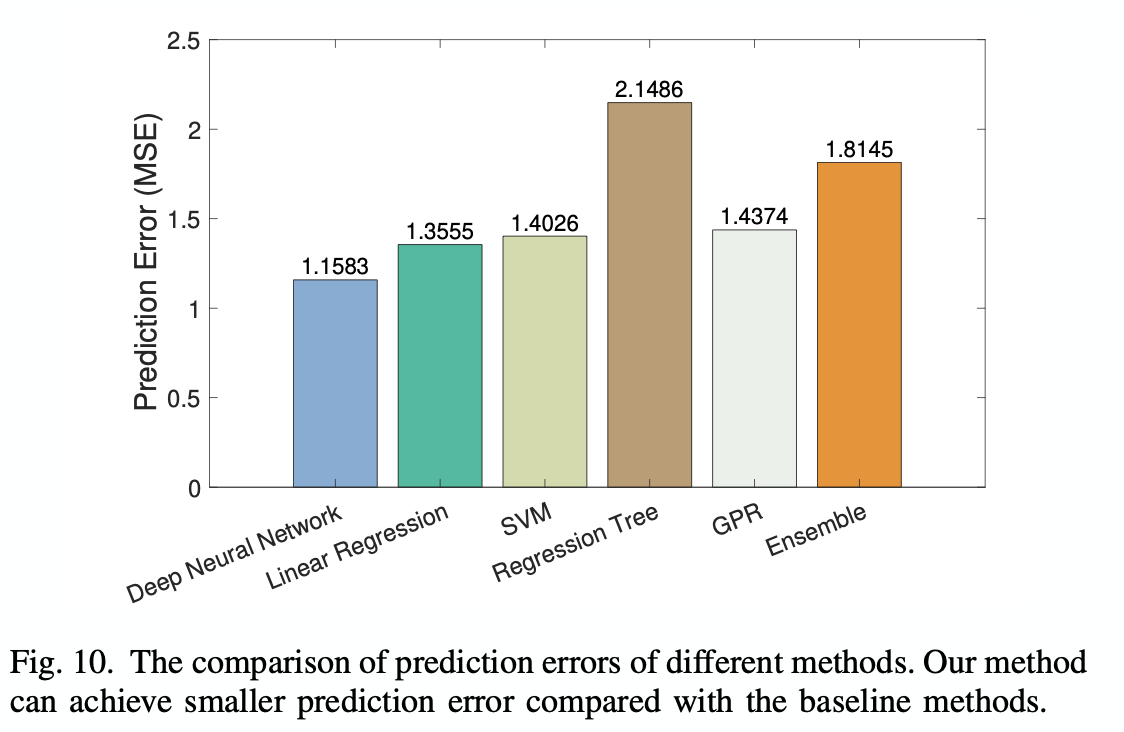 2.5
2
1.5
1
0.5
0
Prediction Error (MSE)
1.1583
1.3555
1.4026
2.1486
1.4374
1.8145
Deep Neural Network
Linear Regression
SVM
Regression Tree
GPR
Ensemble
Fig. 10. The comparison of prediction errors of different methods. Our method
can achieve smaller prediction error compared with the baseline methods.